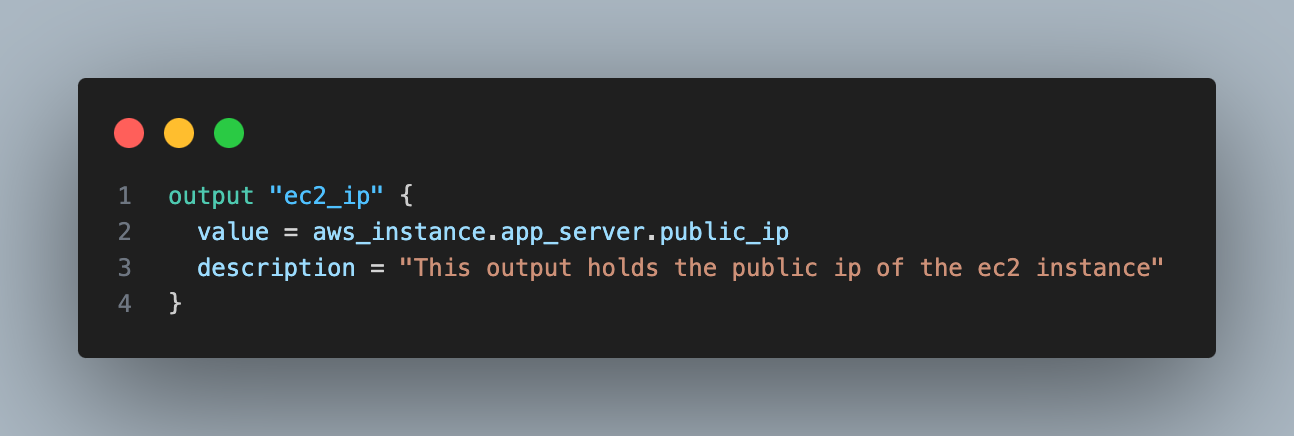 1 output "ec2_ip" {
2   value = aws_instance.app_server.public_ip
3   description = "This output holds the public ip of the ec2 instance"
4 }